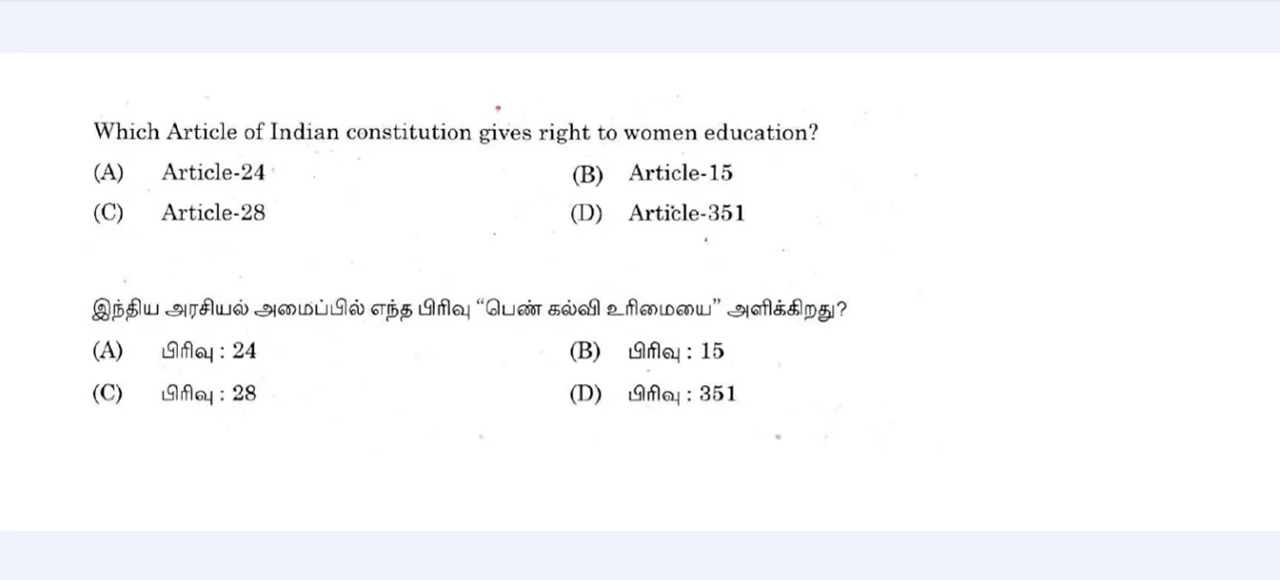 Which Article of Indian constitution gives right to women education?
(A) Article-24 (B) Article-15
(C) Article-28 (D) Article-351
இந்திய அரசியல் அமைப்பில் எந்த பிரிவு “பெண் கல்வி உரிமையை” அளிக்கிறது?
(A) பிரிவு : 24 (B) பிரிவு : 15
(C) பிரிவு : 28 (D) பிரிவு : 351